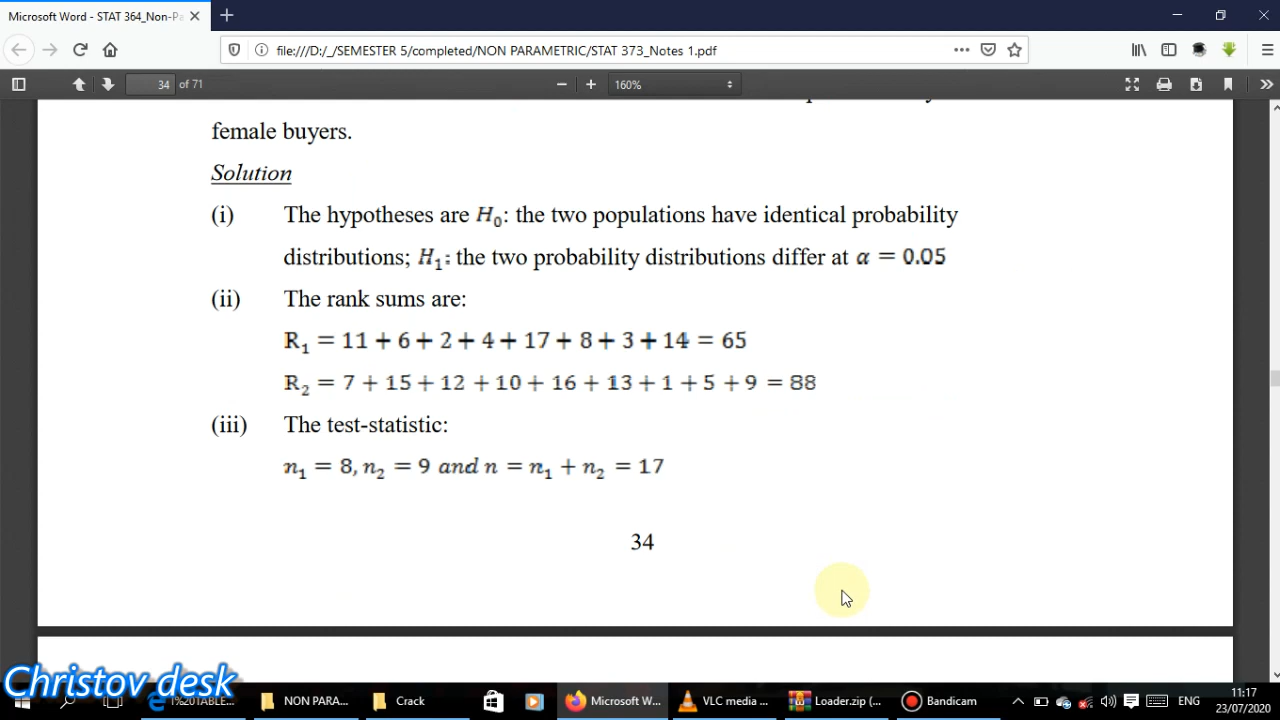 Microsoft Word - STAT 364_Non-Pa
file:///D:/_/SEMESTER 5/completed/NON PARAMETRIC/STAT 373_Notes 1.pdf
34 of 71
160%
female buyers.
Solution
(i) The hypotheses are H₀: the two populations have identical probability
distributions; H₁: the two probability distributions differ at α = 0.05
(ii) The rank sums are:
R₁ = 11 + 6 + 2 + 4 + 17 + 8 + 3 + 14 = 65
R₂ = 7 + 15 + 12 + 10 + 16 + 13 + 1 + 5 + 9 = 88
(iii) The test-statistic:
n₁ = 8, n₂ = 9 and n = n₁ + n₂ = 17
34
Christov desk
I%20TABLE... NON PARA... Crack Microsoft W... VLC media ... Loader.zip (... Bandicam ENG 11:17
23/07/2020